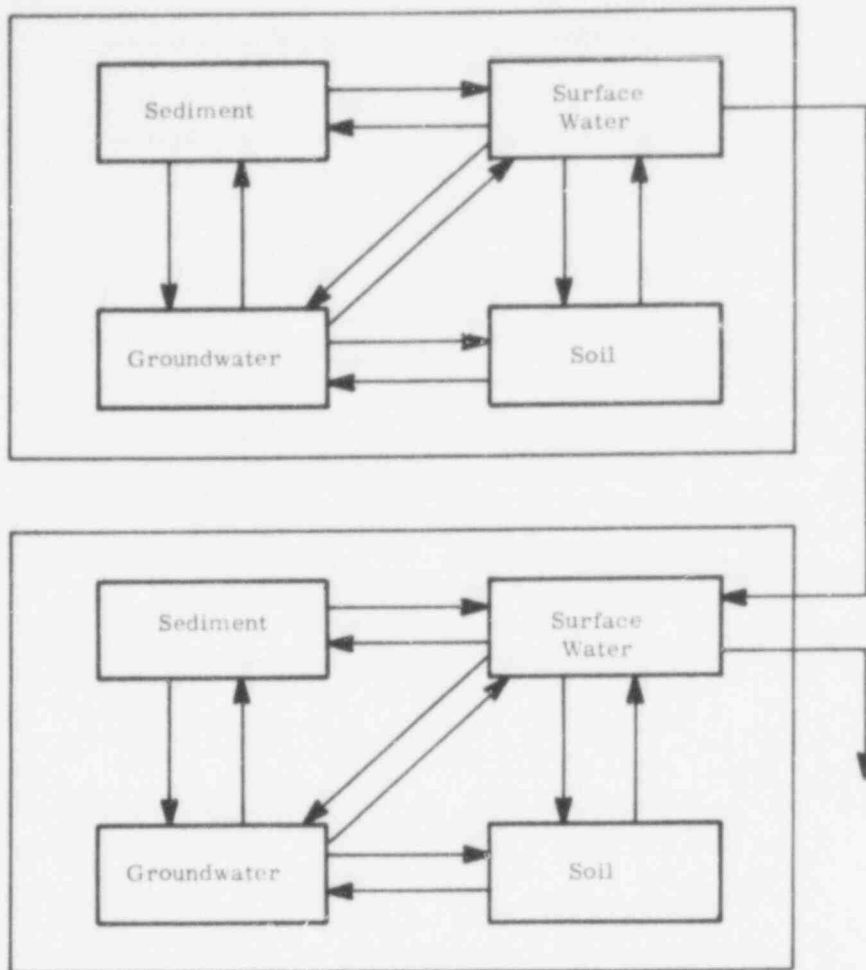 Sediment
Surface
Water
Groundwater
Soil
Sediment
Surface
Water
Groundwater
Soil